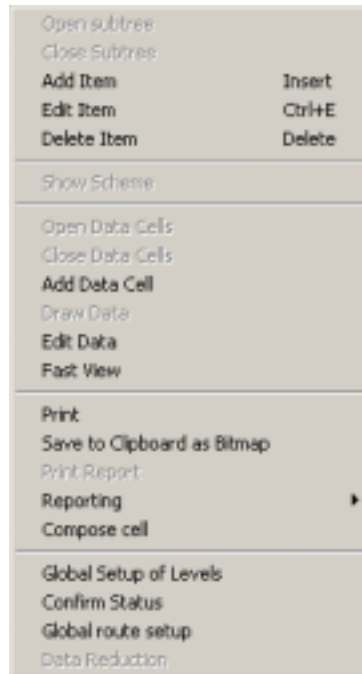 Open subtree
Close Subtree
Add Item Insert
Edit Item Ctrl+E
Delete Item Delete
Show Scheme
Open Data Cells
Close Data Cells
Add Data Cell
Draw Data
Edit Data
Fast View
Print
Save to Clipboard as Bitmap
Print Report
Reporting
Compose cell
Global Setup of Levels
Confirm Status
Global route setup
Data Reduction